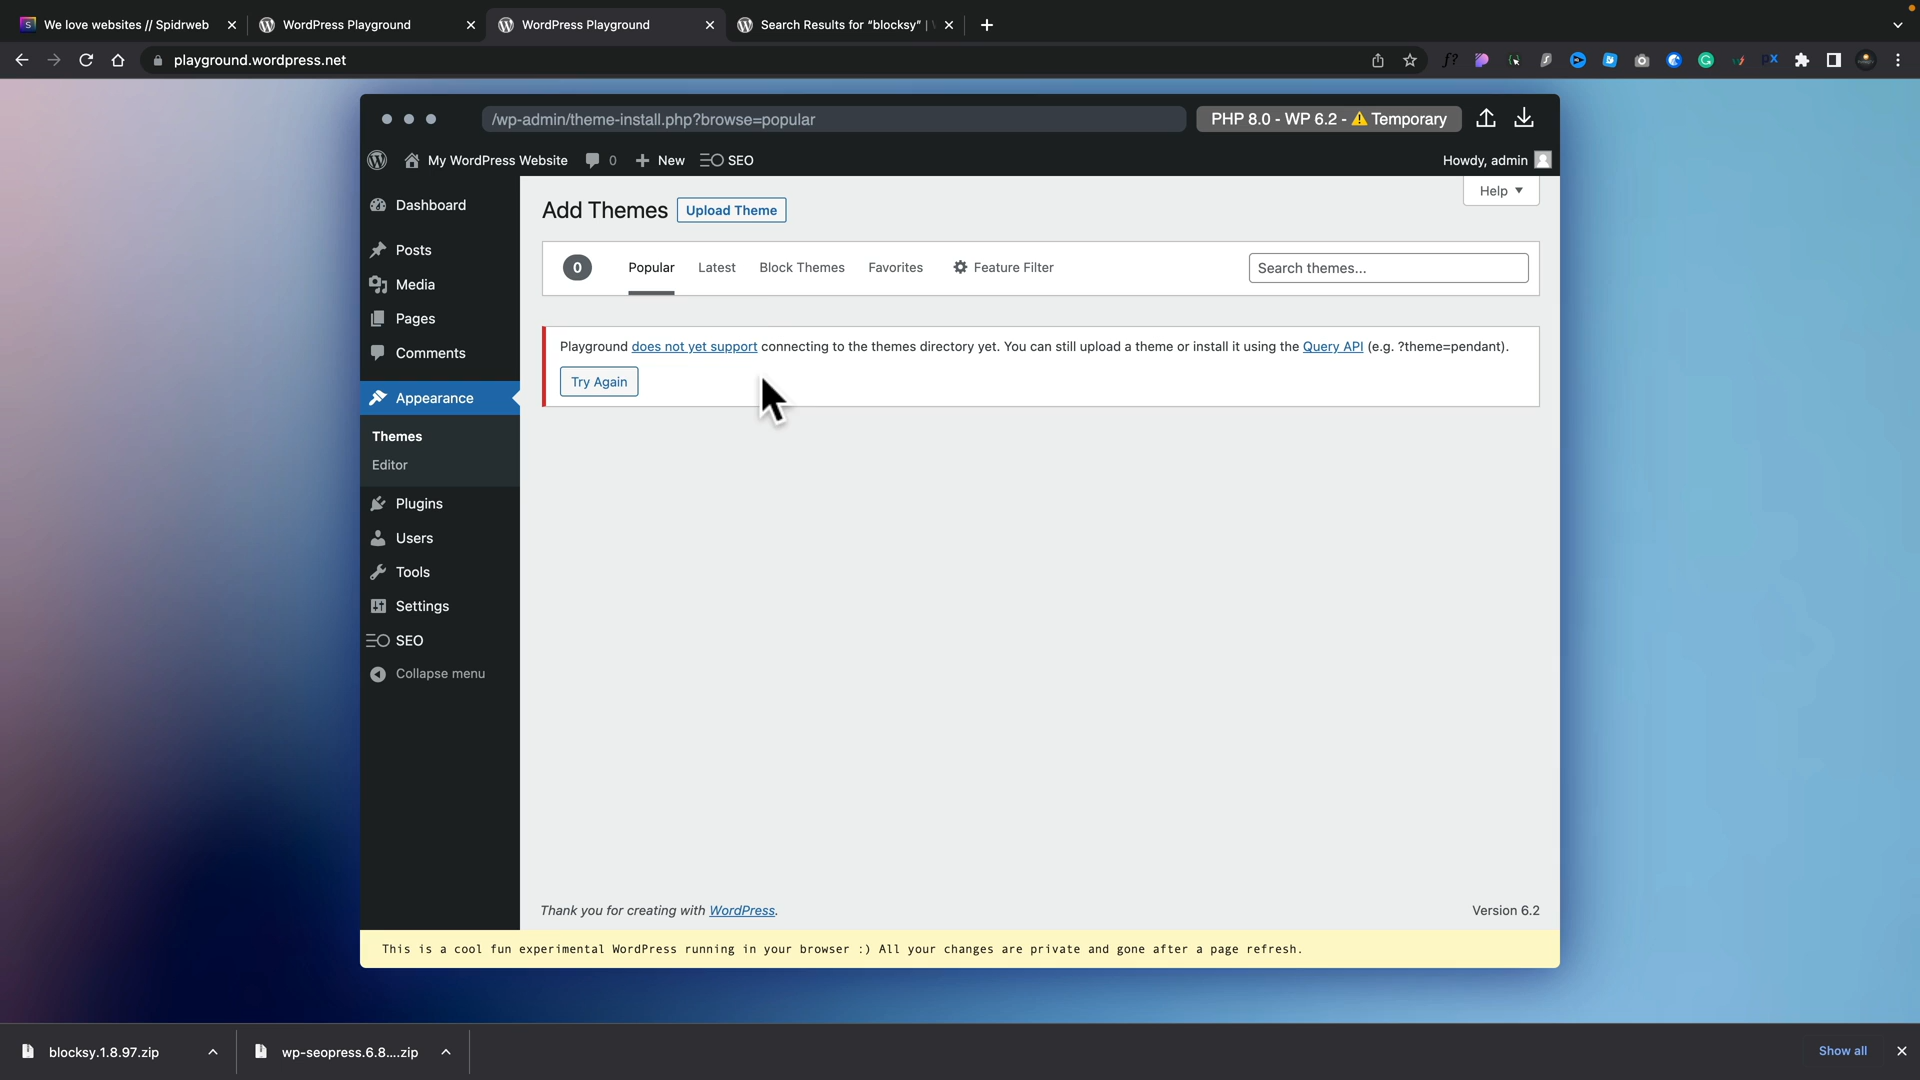 We love websites // Spidrweb
WordPress Playground
WordPress Playground
Search Results for "blocksy" |
playground.wordpress.net
/wp-admin/theme-install.php?browse=popular
PHP 8.0 - WP 6.2 - ⚠ Temporary
My WordPress Website
0
New
SEO
Howdy, admin
Dashboard
Posts
Media
Pages
Comments
Appearance
Themes
Editor
Plugins
Users
Tools
Settings
SEO
Collapse menu
Help
Add Themes
Upload Theme
0
Popular
Latest
Block Themes
Favorites
Feature Filter
Search themes...
Playground does not yet support connecting to the themes directory yet. You can still upload a theme or install it using the Query API (e.g. ?theme=pendant).
Try Again
Thank you for creating with WordPress.
Version 6.2
This is a cool fun experimental WordPress running in your browser :) All your changes are private and gone after a page refresh.
blocksy.1.8.97.zip
wp-seopress.6.8....zip
Show all